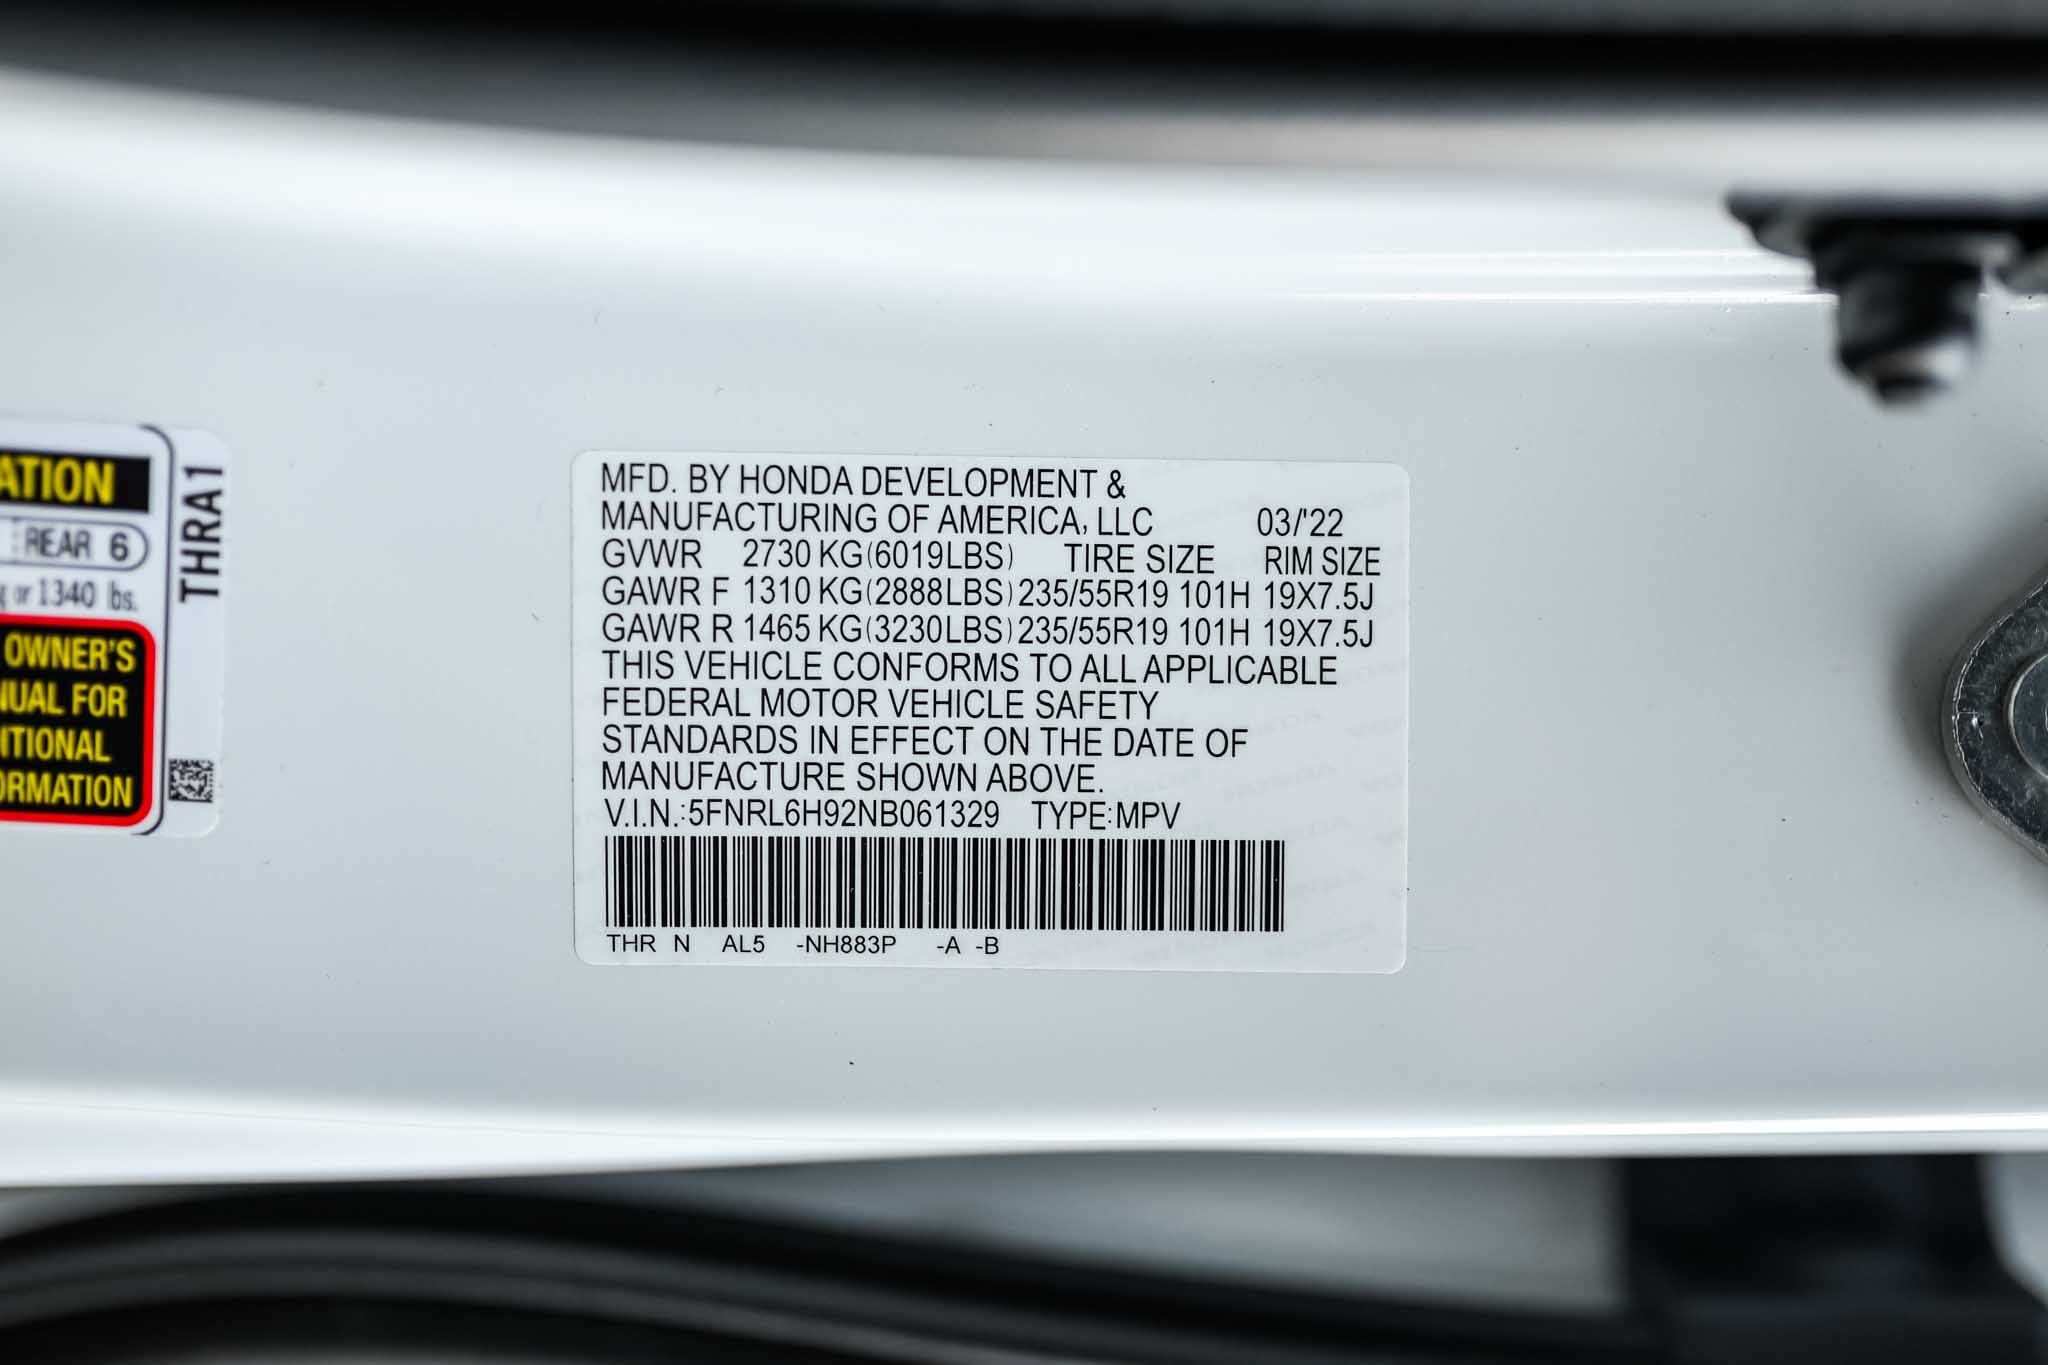 ATION
REAR 6
or 1340 lbs.
OWNER'S
NUAL FOR
ITIONAL
ORMATION
THRA1
MFD. BY HONDA DEVELOPMENT &
MANUFACTURING OF AMERICA, LLC 03/'22
GVWR 2730 KG(6019LBS) TIRE SIZE RIM SIZE
GAWR F 1310 KG(2888LBS) 235/55R19 101H 19X7.5J
GAWR R 1465 KG(3230LBS) 235/55R19 101H 19X7.5J
THIS VEHICLE CONFORMS TO ALL APPLICABLE
FEDERAL MOTOR VEHICLE SAFETY
STANDARDS IN EFFECT ON THE DATE OF
MANUFACTURE SHOWN ABOVE.
V.I.N.:5FNRL6H92NB061329 TYPE:MPV
THR N AL5 -NH883P -A -B